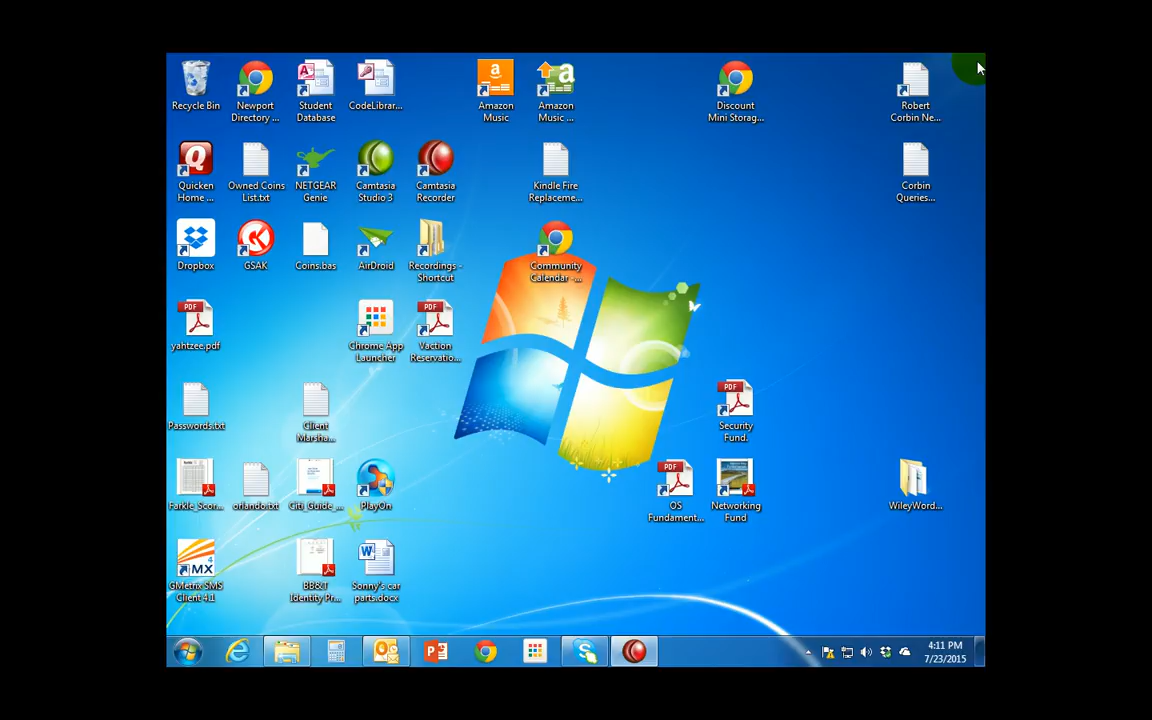 Recycle Bin
Newport
Directory ...
Student
Database
CodeLibrar...
Amazon
Music
Amazon
Music ...
Discount
Mini Storag...
Robert
Corbin Ne...
Quicken
Home ...
Owned Coins
List.txt
NETGEAR
Genie
Camtasia
Studio 3
Camtasia
Recorder
Kindle Fire
Replaceme...
Corbin
Queries...
Dropbox
GSAK
Coins.bas
AirDroid
Recordings -
Shortcut
Community
Calendar -...
PDF
yahtzee.pdf
Chrome App
Launcher
PDF
Vaction
Reservatio...
Passwords.txt
Client
Marsha...
PDF
Security
Fund.
Farkle_Scor...
orlando.txt
Citi_Guide_...
PlayOn
PDF
OS
Fundament...
Networking
Fund
WileyWord...
GMetrix SMS
Client 4.1
BB&T
Identity Pr...
Sonny's car
parts.docx
4:11 PM
7/23/2015